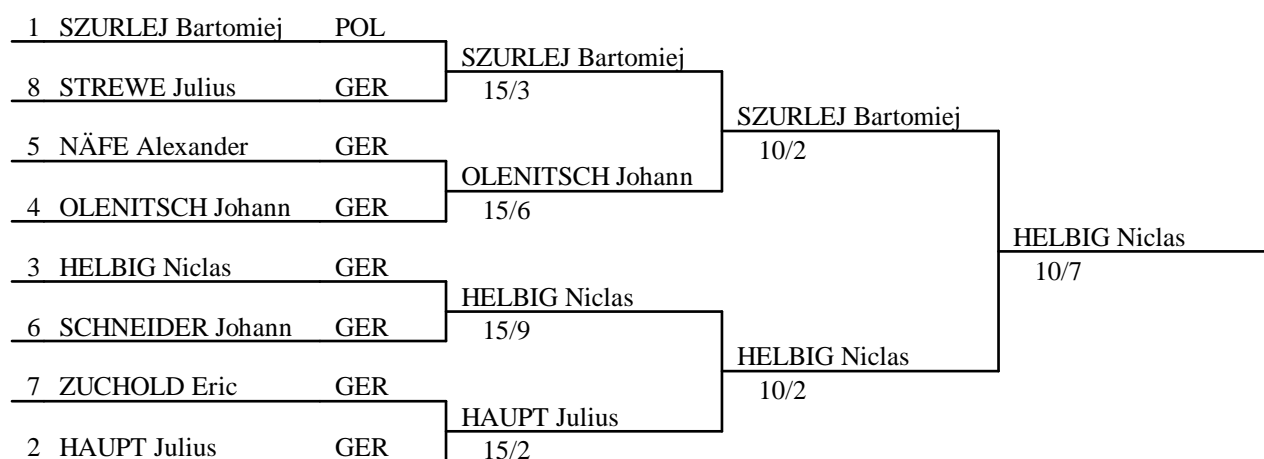 1 SZURLEJ Bartomiej POL
SZURLEJ Bartomiej
8 STREWE Julius GER
15/3
SZURLEJ Bartomiej
5 NÄFE Alexander GER
10/2
OLENITSCH Johann
4 OLENITSCH Johann GER
15/6
HELBIG Niclas
3 HELBIG Niclas GER
10/7
HELBIG Niclas
6 SCHNEIDER Johann GER
15/9
HELBIG Niclas
7 ZUCHOLD Eric GER
10/2
HAUPT Julius
2 HAUPT Julius GER
15/2